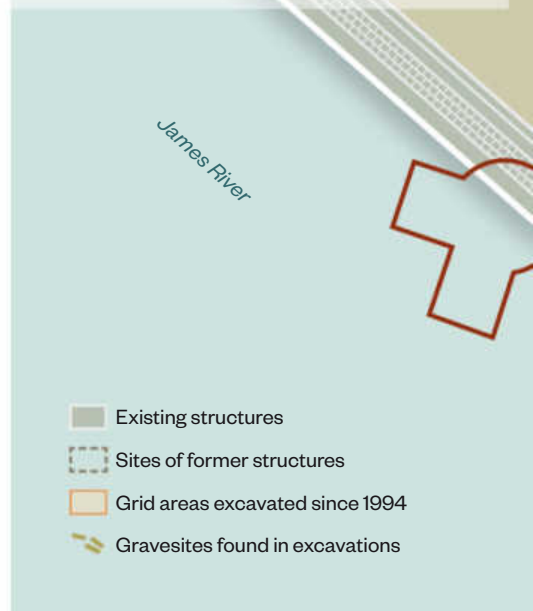 James River
Existing structures
Sites of former structures
Grid areas excavated since 1994
Gravesites found in excavations